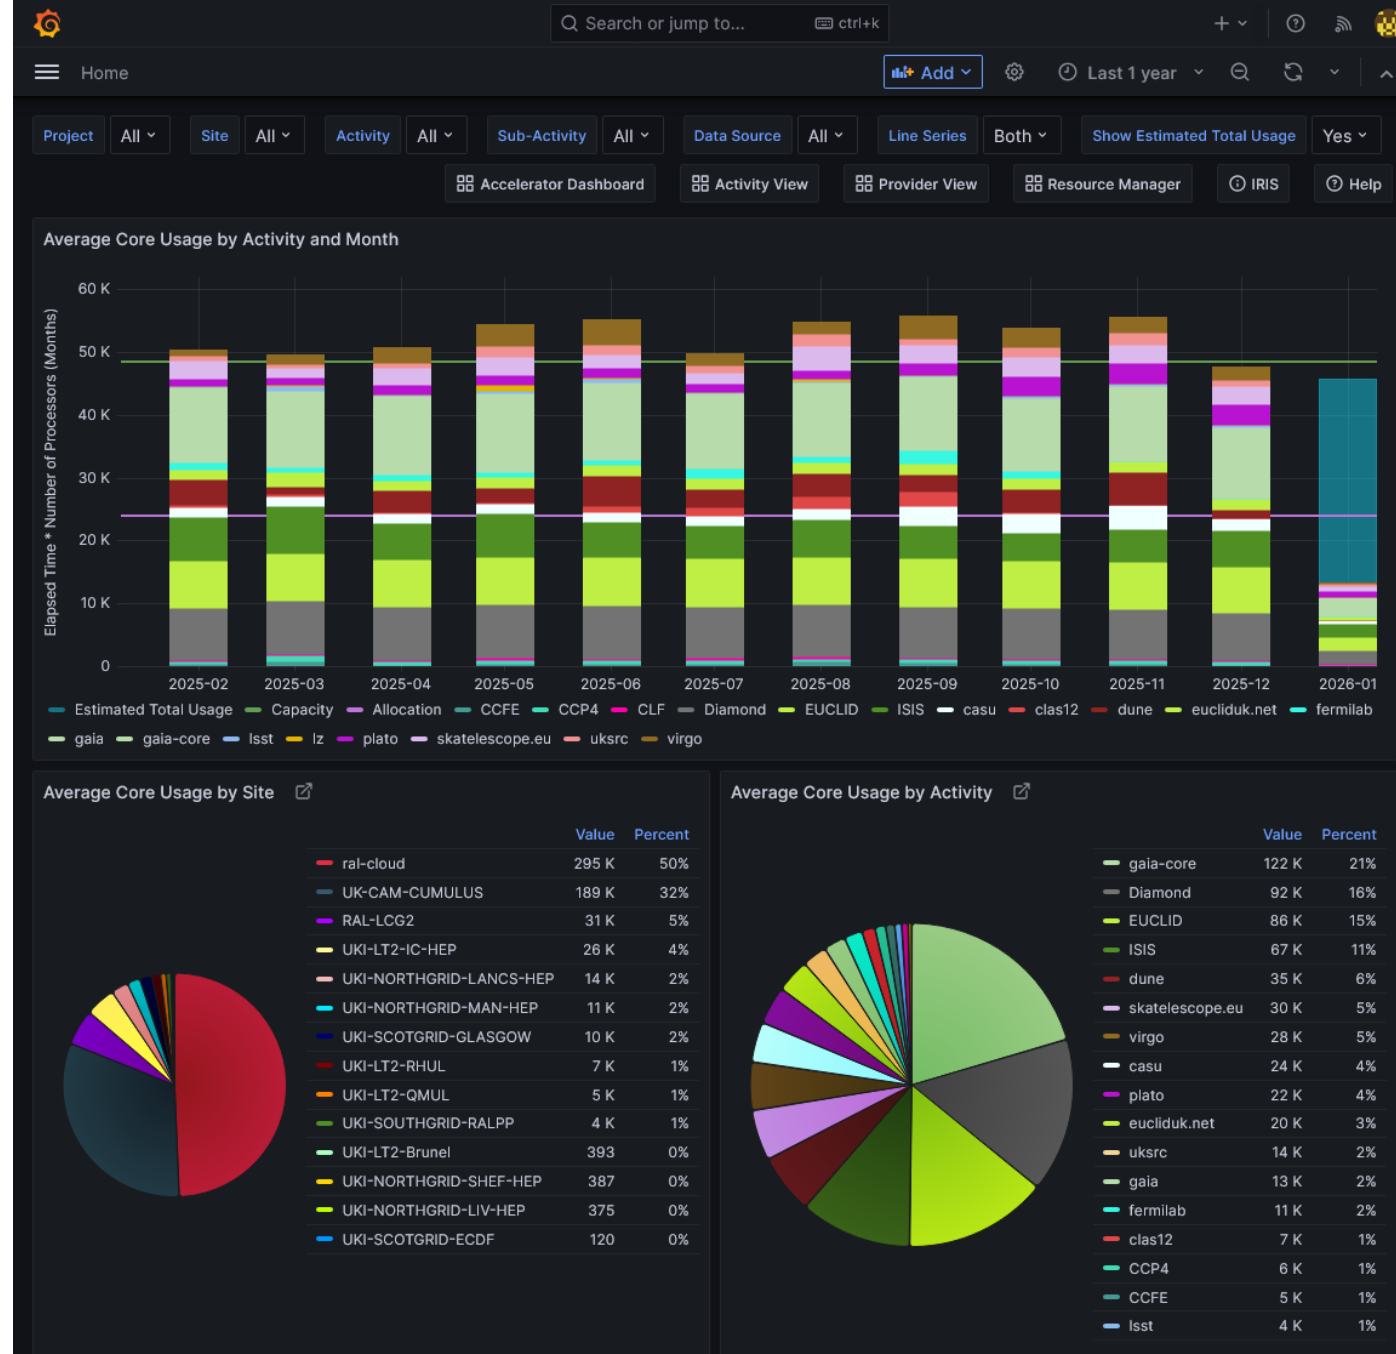 Search or jump to... ctrl+k
Home Add Last 1 year
Project All Site All Activity All Sub-Activity All Data Source All Line Series Both Show Estimated Total Usage Yes
Accelerator Dashboard Activity View Provider View Resource Manager IRIS Help
Average Core Usage by Activity and Month
Elapsed Time * Number of Processors (Months)
60 K
50 K
40 K
30 K
20 K
10 K
0
2025-02 2025-03 2025-04 2025-05 2025-06 2025-07 2025-08 2025-09 2025-10 2025-11 2025-12 2026-01
Estimated Total Usage Capacity Allocation CCFE CCP4 CLF Diamond EUCLID ISIS casu clas12 dune eucliduk.net fermilab
gaia gaia-core lsst lz plato skatelescope.eu uksrc virgo
Average Core Usage by Site
Value Percent
ral-cloud 295 K 50%
UK-CAM-CUMULUS 189 K 32%
RAL-LCG2 31 K 5%
UKI-LT2-IC-HEP 26 K 4%
UKI-NORTHGRID-LANCS-HEP 14 K 2%
UKI-NORTHGRID-MAN-HEP 11 K 2%
UKI-SCOTGRID-GLASGOW 10 K 2%
UKI-LT2-RHUL 7 K 1%
UKI-LT2-QMUL 5 K 1%
UKI-SOUTHGRID-RALPP 4 K 1%
UKI-LT2-Brunel 393 0%
UKI-NORTHGRID-SHEF-HEP 387 0%
UKI-NORTHGRID-LIV-HEP 375 0%
UKI-SCOTGRID-ECDF 120 0%
Average Core Usage by Activity
Value Percent
gaia-core 122 K 21%
Diamond 92 K 16%
EUCLID 86 K 15%
ISIS 67 K 11%
dune 35 K 6%
skatelescope.eu 30 K 5%
virgo 28 K 5%
casu 24 K 4%
plato 22 K 4%
eucliduk.net 20 K 3%
uksrc 14 K 2%
gaia 13 K 2%
fermilab 11 K 2%
clas12 7 K 1%
CCP4 6 K 1%
CCFE 5 K 1%
lsst 4 K 1%